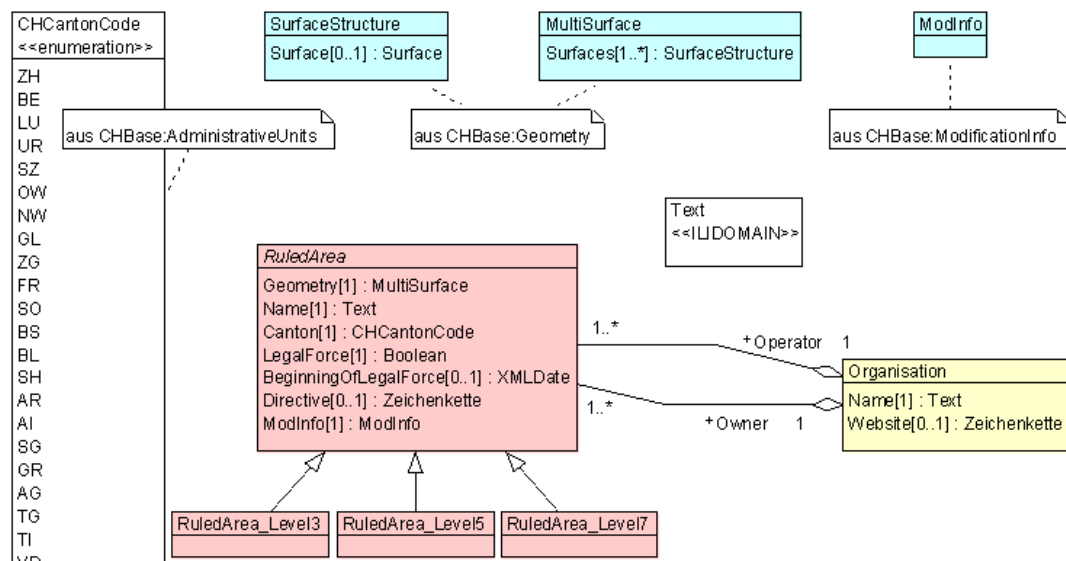 CHCantonCode
<<enumeration>>
ZH
BE
LU
UR
SZ
OW
NW
GL
ZG
FR
SO
BS
BL
SH
AR
AI
SG
GR
AG
TG
TI
SurfaceStructure
Surface[0..1] : Surface
MultiSurface
Surfaces[1..*] : SurfaceStructure
ModInfo
aus CHBase:AdministrativeUnits
aus CHBase:Geometry
aus CHBase:ModificationInfo
Text
<<ILIDOMAIN>>
RuledArea
Geometry[1] : MultiSurface
Name[1] : Text
Canton[1] : CHCantonCode
LegalForce[1] : Boolean
BeginningOfLegalForce[0..1] : XMLDate
Directive[0..1] : Zeichenkette
ModInfo[1] : ModInfo
1..*
+Operator 1
1..*
+Owner 1
Organisation
Name[1] : Text
Website[0..1] : Zeichenkette
RuledArea_Level3
RuledArea_Level5
RuledArea_Level7